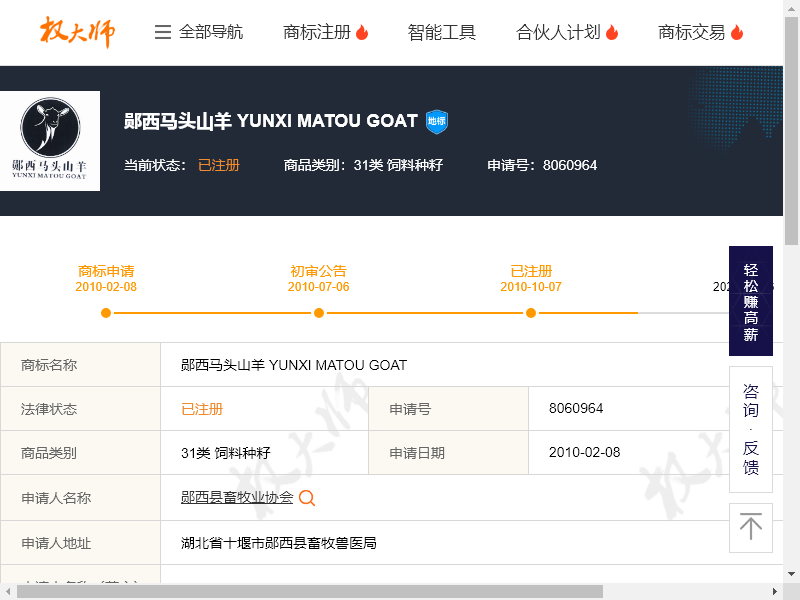 权大师
全部导航
商标注册
智能工具
合伙人计划
商标交易
郧西马头山羊 YUNXI MATOU GOAT 地标
郧西马头山羊
YUNXI MATOU GOAT
当前状态: 已注册
商品类别: 31类 饲料种籽
申请号: 8060964
商标申请
2010-02-08
初审公告
2010-07-06
已注册
2010-10-07
轻松赚高薪
商标名称
郧西马头山羊 YUNXI MATOU GOAT
法律状态
已注册
申请号
8060964
商品类别
31类 饲料种籽
申请日期
2010-02-08
咨询·反馈
申请人名称
郧西县畜牧业协会
申请人地址
湖北省十堰市郧西县畜牧兽医局
权大师
权大师